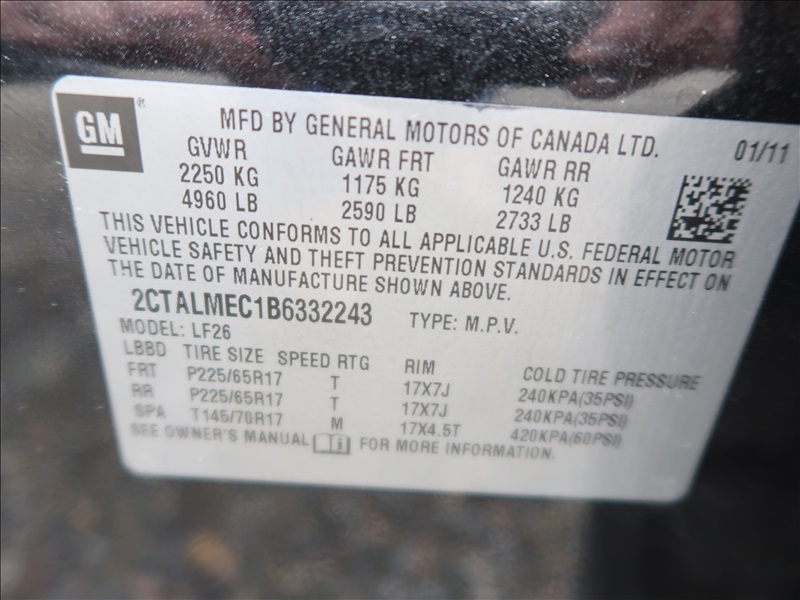 GM®
MFD BY GENERAL MOTORS OF CANADA LTD. 01/11
GVWR GAWR FRT GAWR RR
2250 KG 1175 KG 1240 KG
4960 LB 2590 LB 2733 LB
THIS VEHICLE CONFORMS TO ALL APPLICABLE U.S. FEDERAL MOTOR
VEHICLE SAFETY AND THEFT PREVENTION STANDARDS IN EFFECT ON
THE DATE OF MANUFACTURE SHOWN ABOVE.
2CTALMEC1B6332243 TYPE: M.P.V.
MODEL: LF26
LBBD TIRE SIZE SPEED RTG RIM COLD TIRE PRESSURE
FRT P225/65R17 T 17X7J 240KPA(35PSI)
RR P225/65R17 T 17X7J 240KPA(35PSI)
SPA T145/70R17 M 17X4.5T 420KPA(60PSI)
SEE OWNER'S MANUAL FOR MORE INFORMATION.